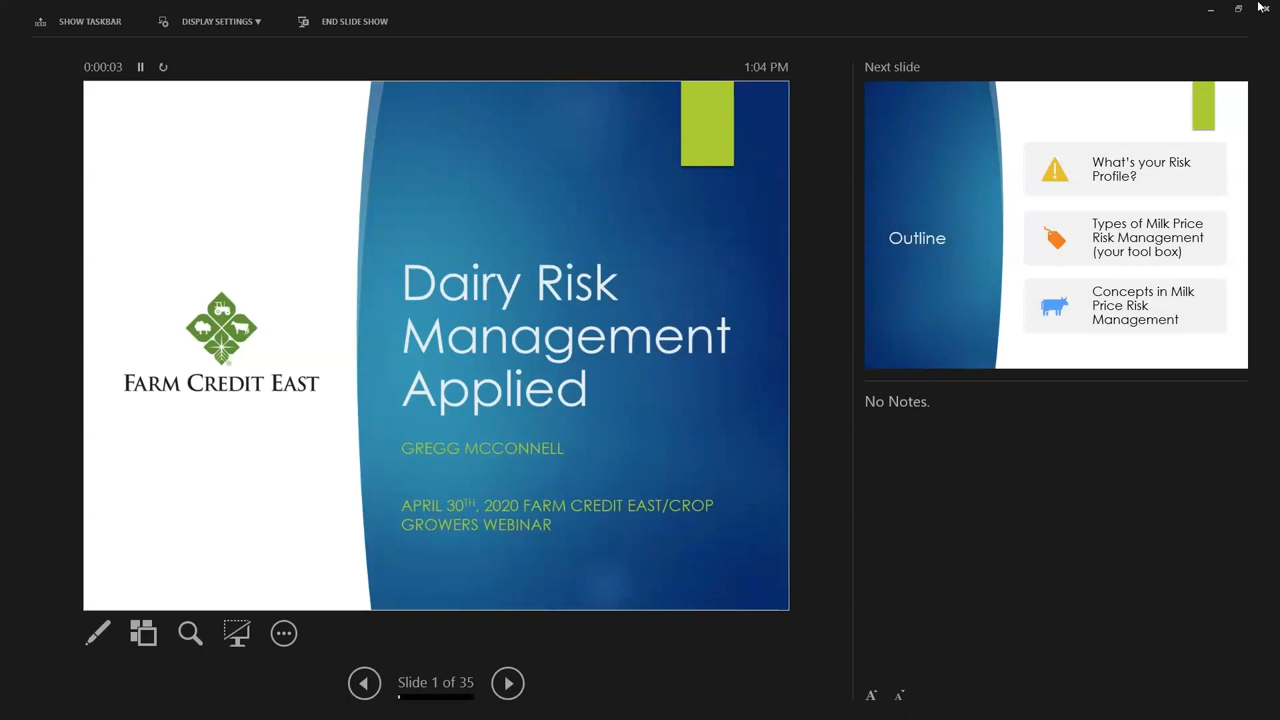 SHOW TASKBAR
DISPLAY SETTINGS ▼
END SLIDE SHOW
0:00:03
1:04 PM
FARM CREDIT EAST
Dairy Risk
Management
Applied
GREGG MCCONNELL
APRIL 30TH, 2020 FARM CREDIT EAST/CROP
GROWERS WEBINAR
Slide 1 of 35
Next slide
Outline
What's your Risk
Profile?
Types of Milk Price
Risk Management
(your tool box)
Concepts in Milk
Price Risk
Management
No Notes.
A
A